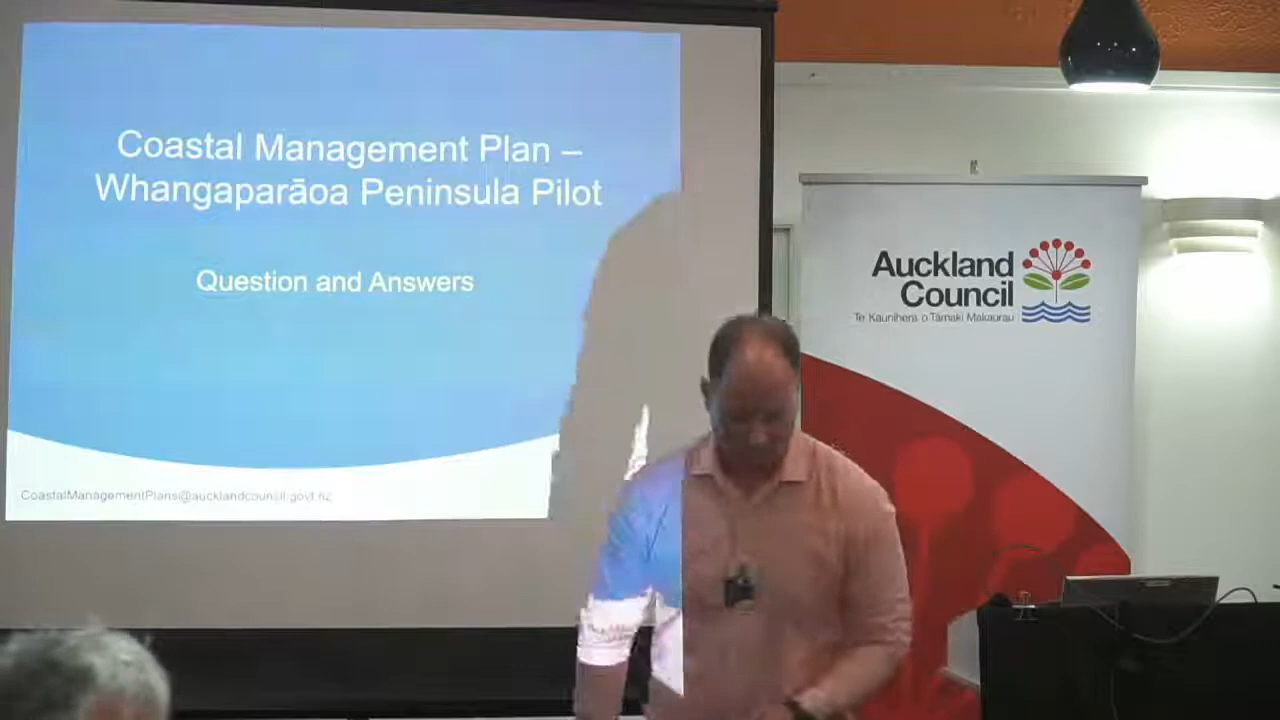 Coastal Management Plan –
Whangaparāoa Peninsula Pilot
Question and Answers
CoastalManagementPlans@aucklandcouncil.govt.nz
Auckland
Council
Te Kaunihera o Tāmaki Makaurau